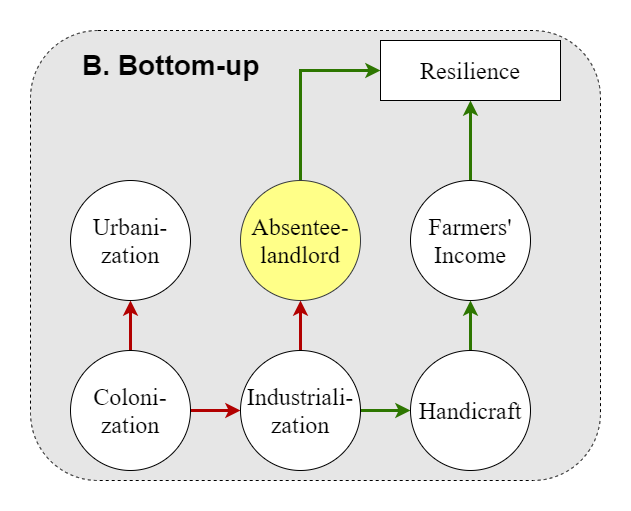 B. Bottom-up
Resilience
Urbani-
zation
Absentee-
landlord
Farmers'
Income
Coloni-
zation
Industriali-
zation
Handicraft